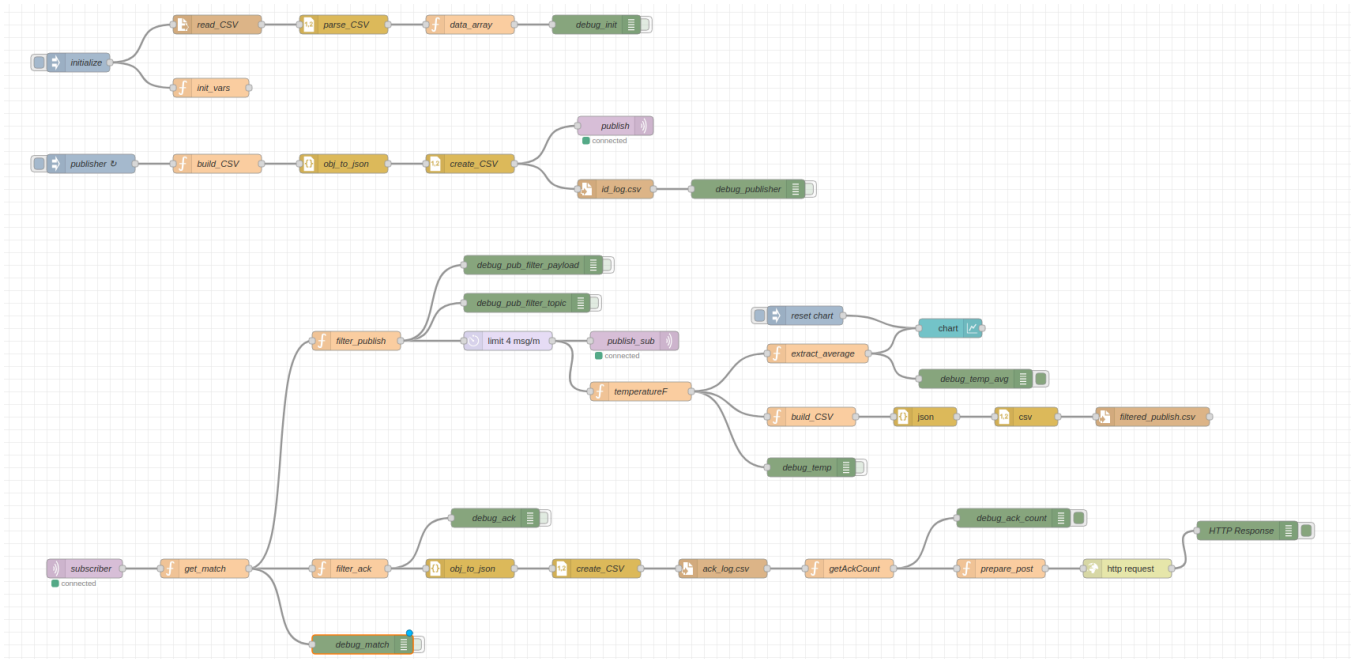 read_CSV
parse_CSV
data_array
debug_init
initialize
init_vars
publish
connected
publisher ↻
build_CSV
obj_to_json
create_CSV
id_log.csv
debug_publisher
debug_pub_filter_payload
debug_pub_filter_topic
reset chart
chart
filter_publish
limit 4 msg/m
publish_sub
connected
extract_average
debug_temp_avg
temperatureF
build_CSV
json
csv
filtered_publish.csv
debug_temp
debug_ack
debug_ack_count
HTTP Response
subscriber
connected
get_match
filter_ack
obj_to_json
create_CSV
ack_log.csv
getAckCount
prepare_post
http request
debug_match